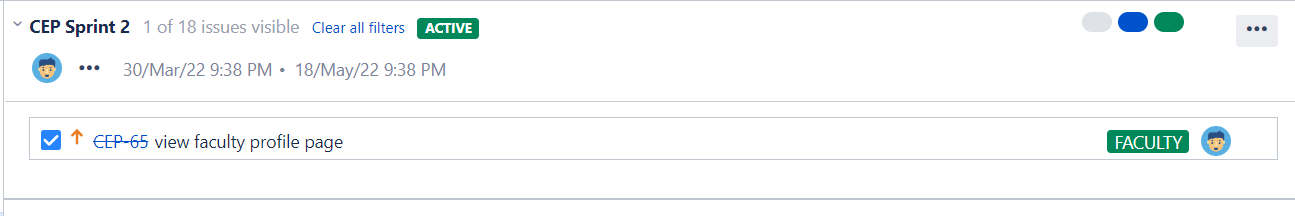 CEP Sprint 2 1 of 18 issues visible Clear all filters ACTIVE
30/Mar/22 9:38 PM • 18/May/22 9:38 PM
CEP-65 view faculty profile page FACULTY